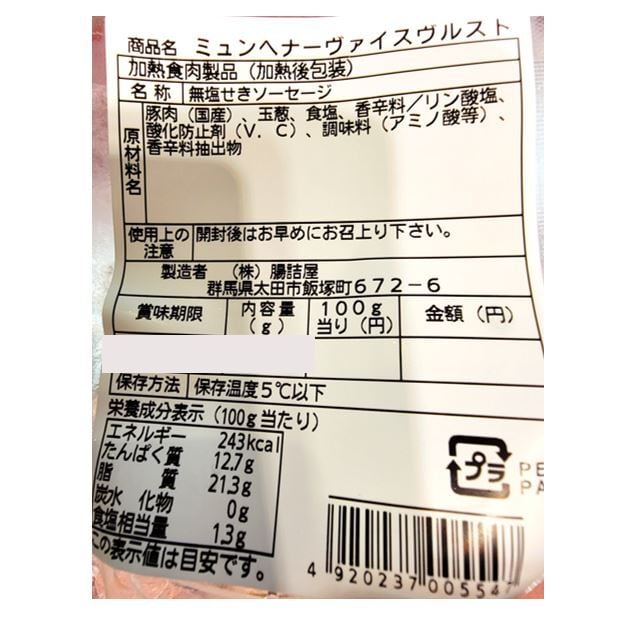 商品名 ミュンヘナーヴァイスヴルスト
加熱食肉製品（加熱後包装）
名 称 無塩せきソーセージ
原材料名
豚肉（国産）、玉葱、食塩、香辛料／リン酸塩、
酸化防止剤（V．C）、調味料（アミノ酸等）、
香辛料抽出物
使用上の注意 開封後はお早めにお召上り下さい。
製造者 （株）腸詰屋
群馬県太田市飯塚町６７２－６
賞味期限 内容量（g） 100g当り（円） 金額（円）
保存方法 保存温度5℃以下
栄養成分表示（100g当たり）
エネルギー 243kcal
たんぱく質 12.7g
脂 質 21.3g
炭水 化物 0g
食塩相当量 1.3g
この表示値は目安です。
プラ
PE
PA
4 920237 00554